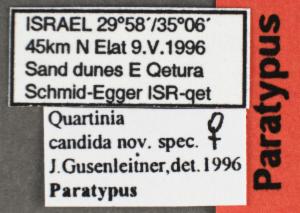 ISRAEL 29°58´/35°06´
45km N Elat 9.V.1996
Sand dunes E Qetura
Schmid-Egger ISR-qet
Quartinia ♀
candida nov. spec.
J.Gusenleitner,det.1996
Paratypus
Paratypus